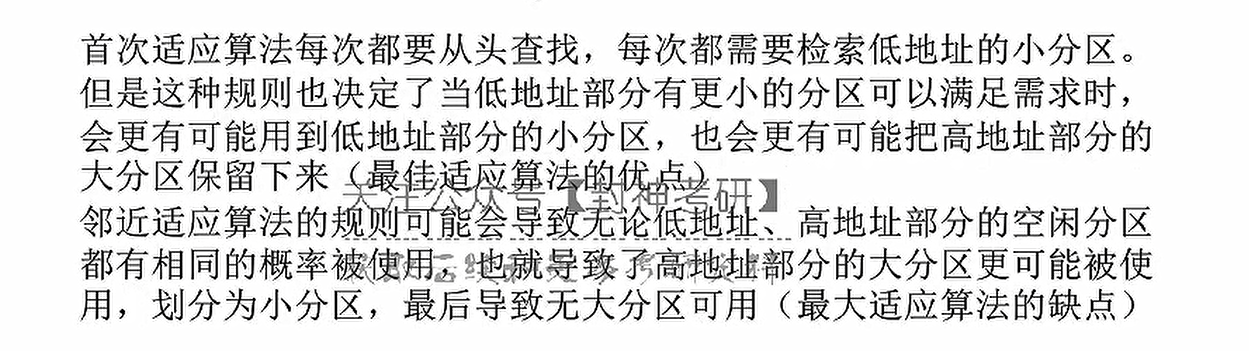 首次适应算法每次都要从头查找，每次都需要检索低地址的小分区。
但是这种规则也决定了当低地址部分有更小的分区可以满足需求时，
会更有可能用到低地址部分的小分区，也会更有可能把高地址部分的
大分区保留下来（最佳适应算法的优点）
关注公众号【封神考研】
邻近适应算法的规则可能会导致无论低地址、高地址部分的空闲分区
都有相同的概率被使用，也就导致了高地址部分的大分区更可能被使
用，划分为小分区，最后导致无大分区可用（最大适应算法的缺点）